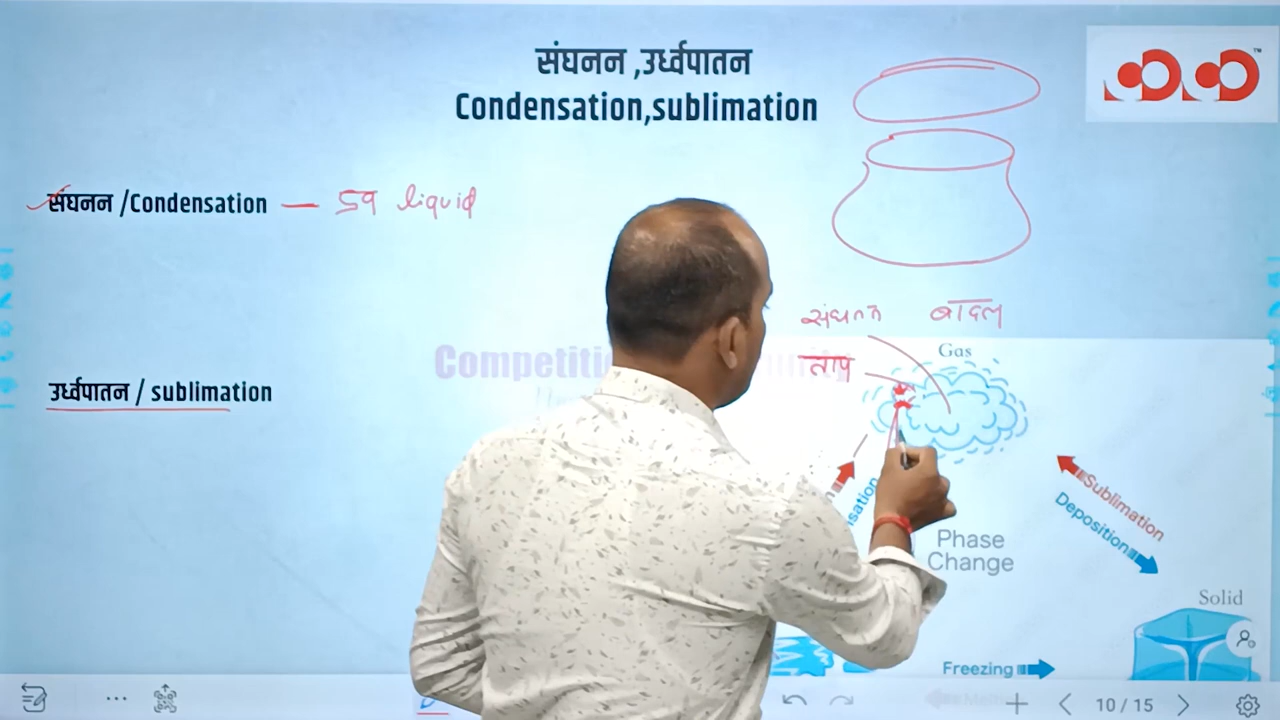 संघनन ,उर्ध्वपातन
Condensation,sublimation
संघनन /Condensation — द्रव liquid
उर्ध्वपातन / sublimation
संघनन बादल
ताप
Gas
Sublimation
Deposition
Phase
Change
Solid
Freezing
10 / 15